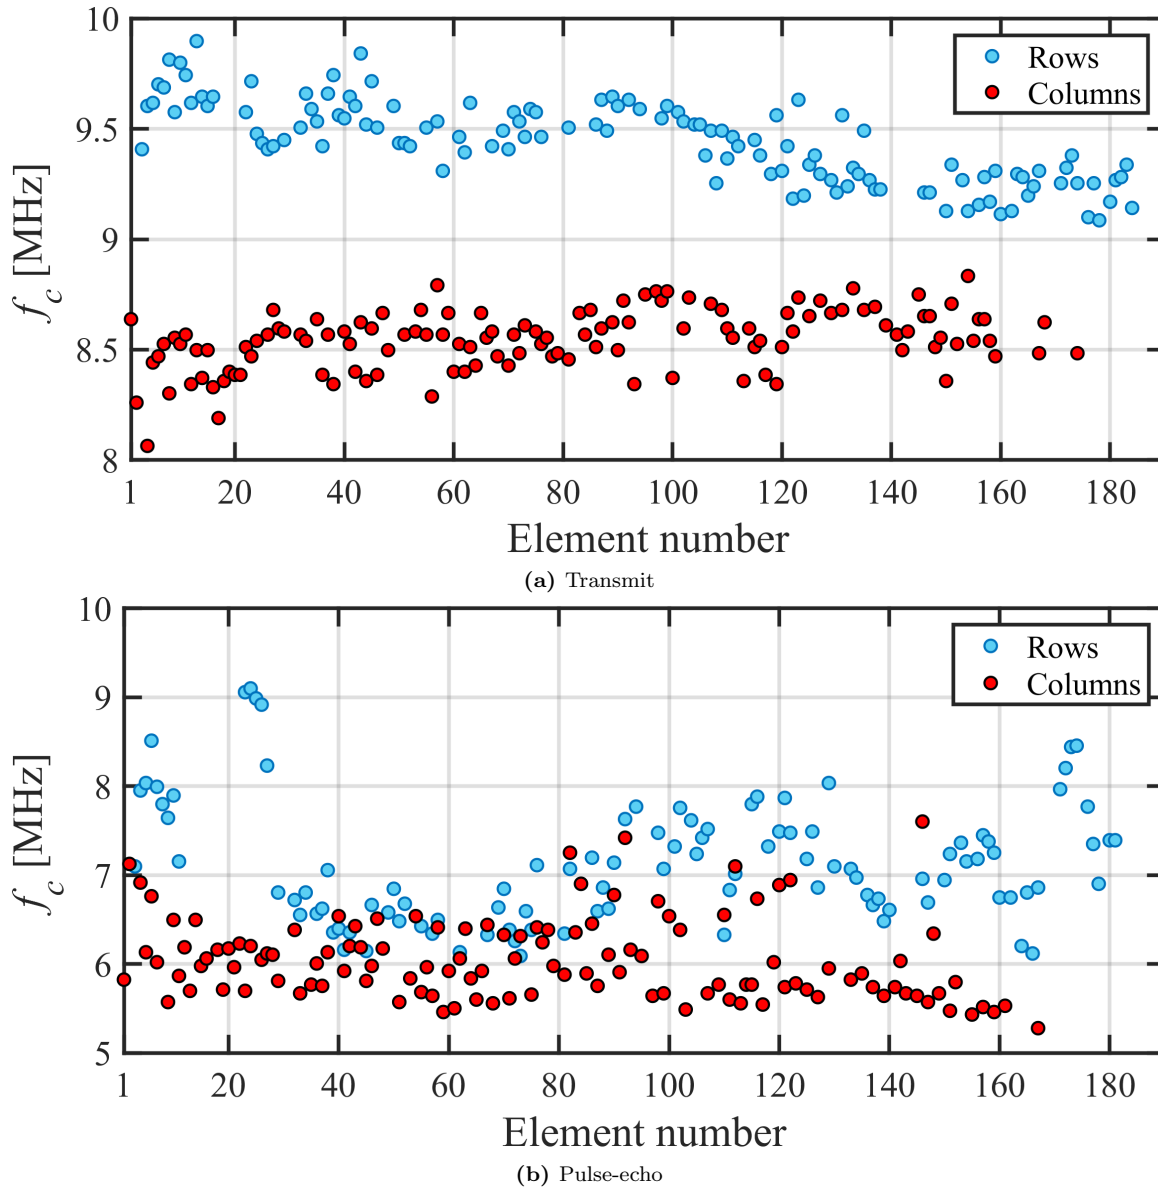 10
9.5
9
8.5
8
f_c [MHz]
Rows
Columns
1 20 40 60 80 100 120 140 160 180
Element number
(a) Transmit
10
9
8
7
6
5
f_c [MHz]
Rows
Columns
1 20 40 60 80 100 120 140 160 180
Element number
(b) Pulse-echo